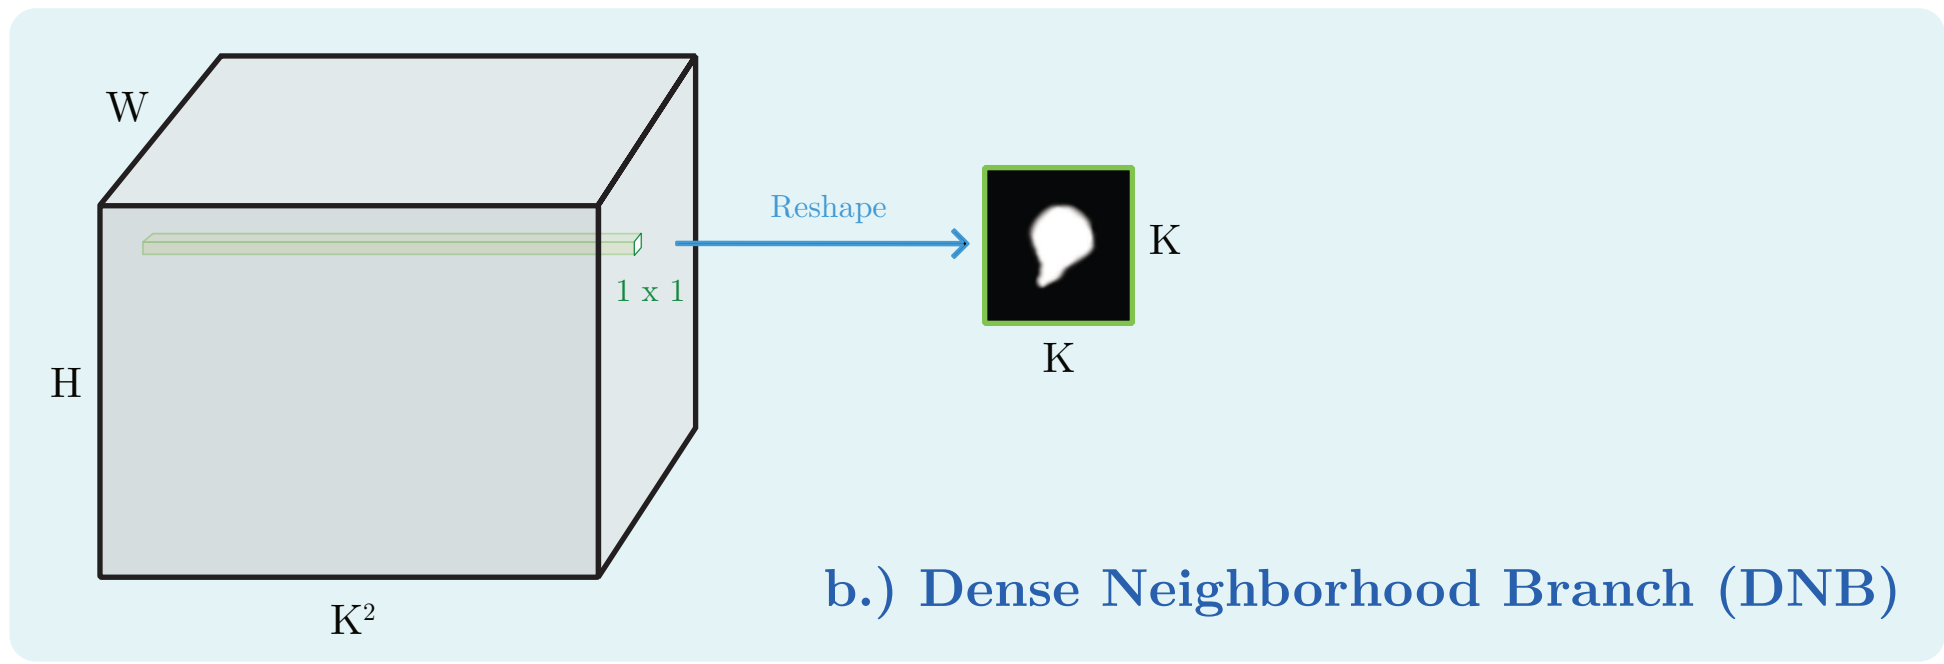 W
Reshape
K
1 x 1
K
H
K²
b.) Dense Neighborhood Branch (DNB)